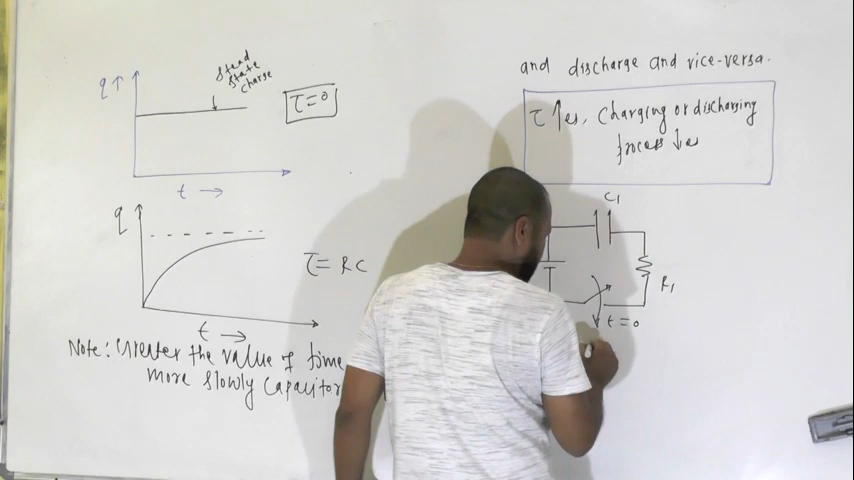 q↑
Stead
State
charge
τ=0
t →
q
τ= RC
t →
Note: Greater the value of time
more slowly capacitor
and discharge and vice-versa.
τ ↑es, Charging or discharging
process ↓es
C1
R1
t=0